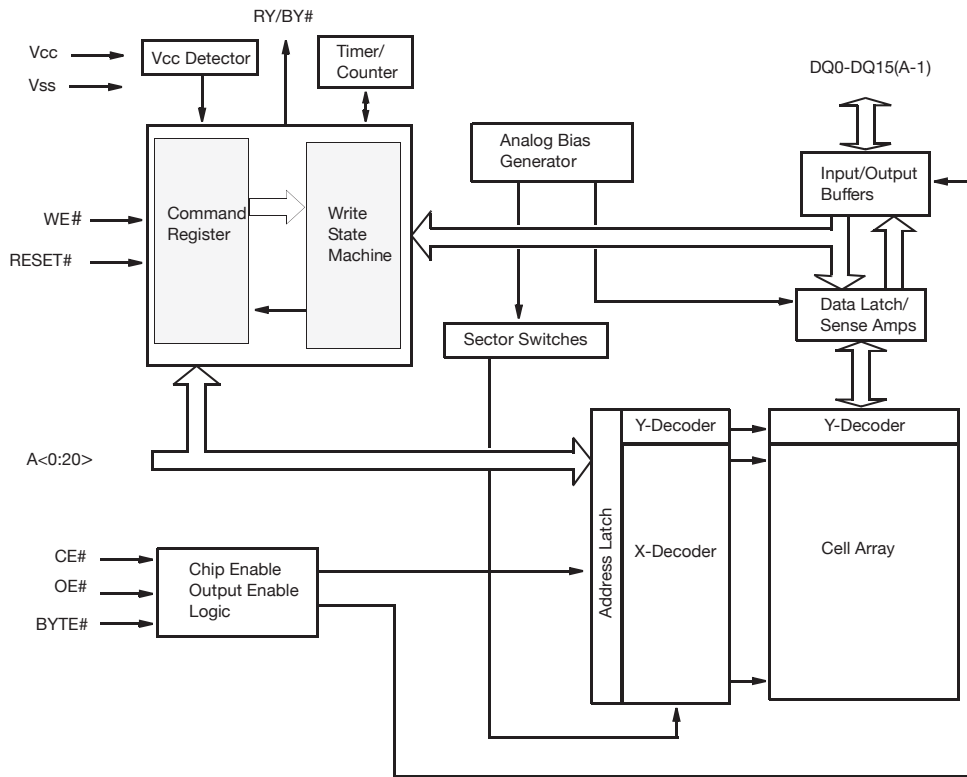 RY/BY#
Vcc
Vss
Vcc Detector
Timer/
Counter
DQ0-DQ15(A-1)
Analog Bias
Generator
Input/Output
Buffers
WE#
RESET#
Command
Register
Write
State
Machine
Data Latch/
Sense Amps
Sector Switches
Y-Decoder
Y-Decoder
A<0:20>
Address Latch
X-Decoder
Cell Array
CE#
OE#
BYTE#
Chip Enable
Output Enable
Logic